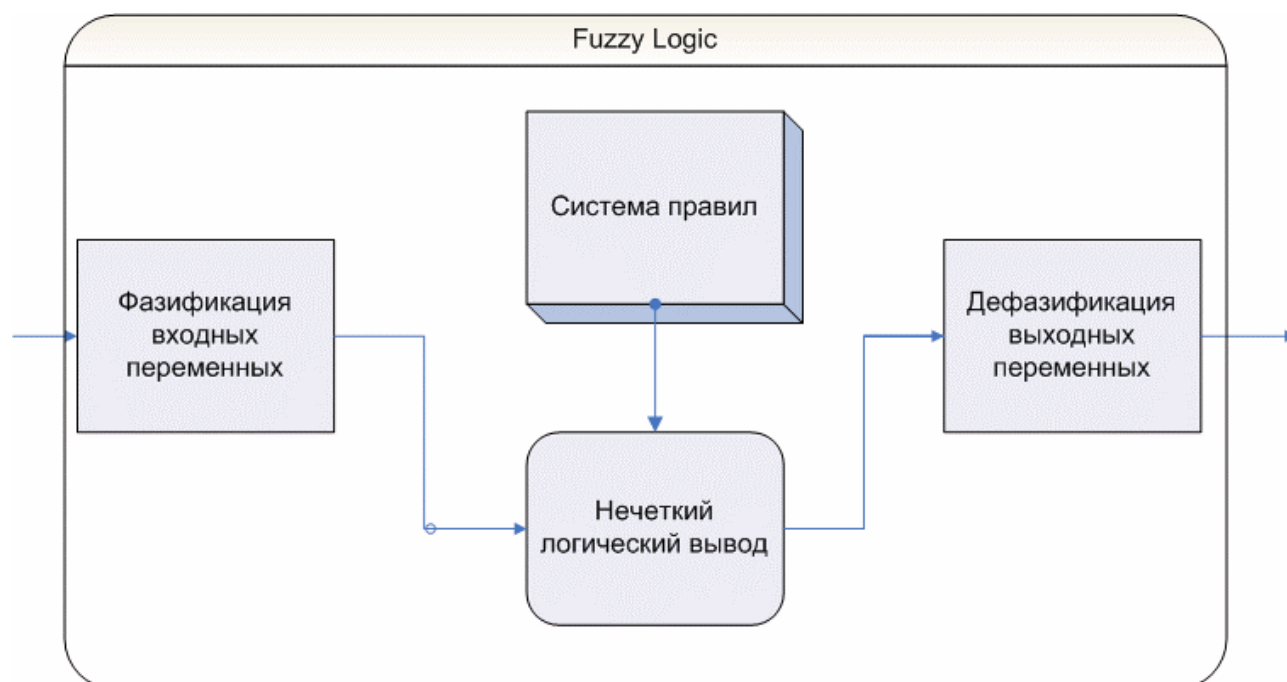 Fuzzy Logic
Система правил
Фазификация
входных
переменных
Дефазификация
выходных
переменных
Нечеткий
логический вывод